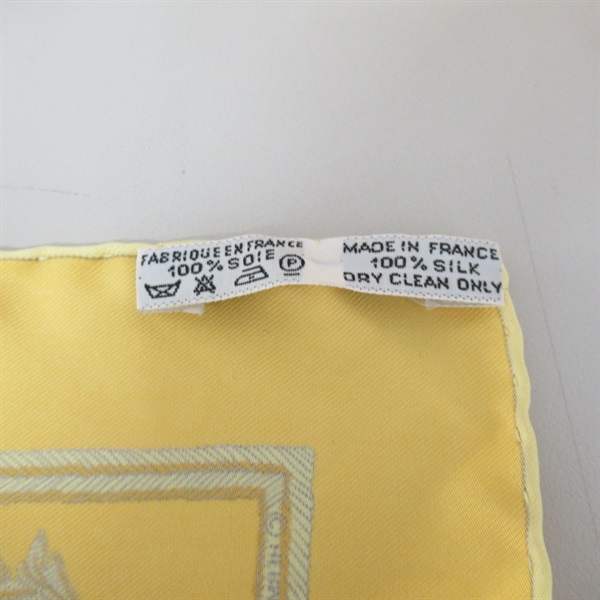 FABRIQUE EN FRANCE
100% SOIE
P
MADE IN FRANCE
100% SILK
DRY CLEAN ONLY
©